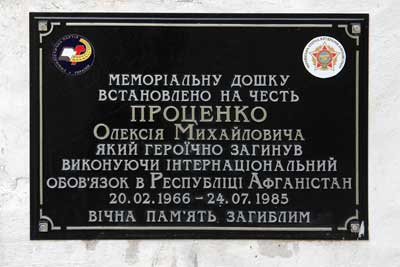 МЕМОРІАЛЬНУ ДОШКУ
ВСТАНОВЛЕНО НА ЧЕСТЬ
ПРОЦЕНКО
ОЛЕКСІЯ МИХАЙЛОВИЧА
ЯКИЙ ГЕРОЇЧНО ЗАГИНУВ
ВИКОНУЮЧИ ІНТЕРНАЦІОНАЛЬНИЙ
ОБОВ'ЯЗОК В РЕСПУБЛІЦІ АФГАНІСТАН
20.02.1966 – 24.07.1985
ВІЧНА ПАМ'ЯТЬ ЗАГИБЛИМ